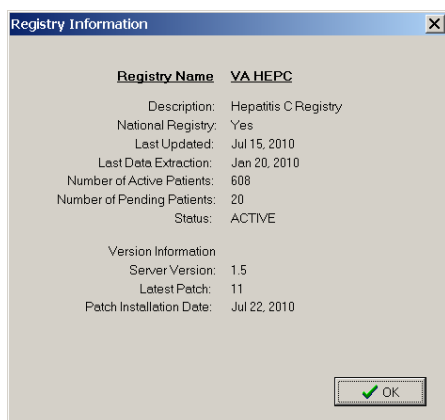 Registry Information
Registry Name VA HEPC
Description: Hepatitis C Registry
National Registry: Yes
Last Updated: Jul 15, 2010
Last Data Extraction: Jan 20, 2010
Number of Active Patients: 608
Number of Pending Patients: 20
Status: ACTIVE
Version Information
Server Version: 1.5
Latest Patch: 11
Patch Installation Date: Jul 22, 2010
OK